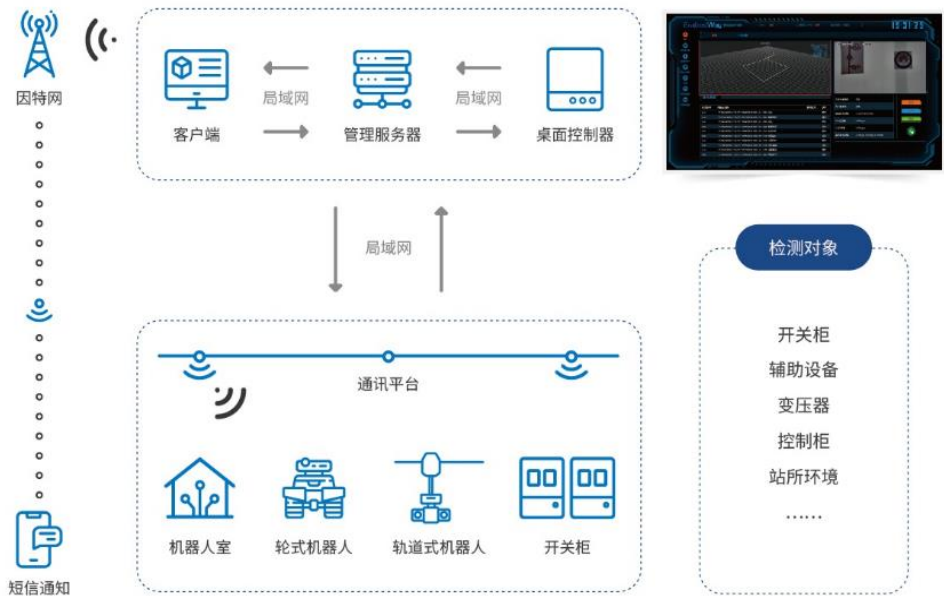 因特网
客户端
局域网
管理服务器
局域网
桌面控制器
15:31:25
局域网
检测对象
开关柜
辅助设备
变压器
控制柜
站所环境
……
通讯平台
机器人室
轮式机器人
轨道式机器人
开关柜
短信通知